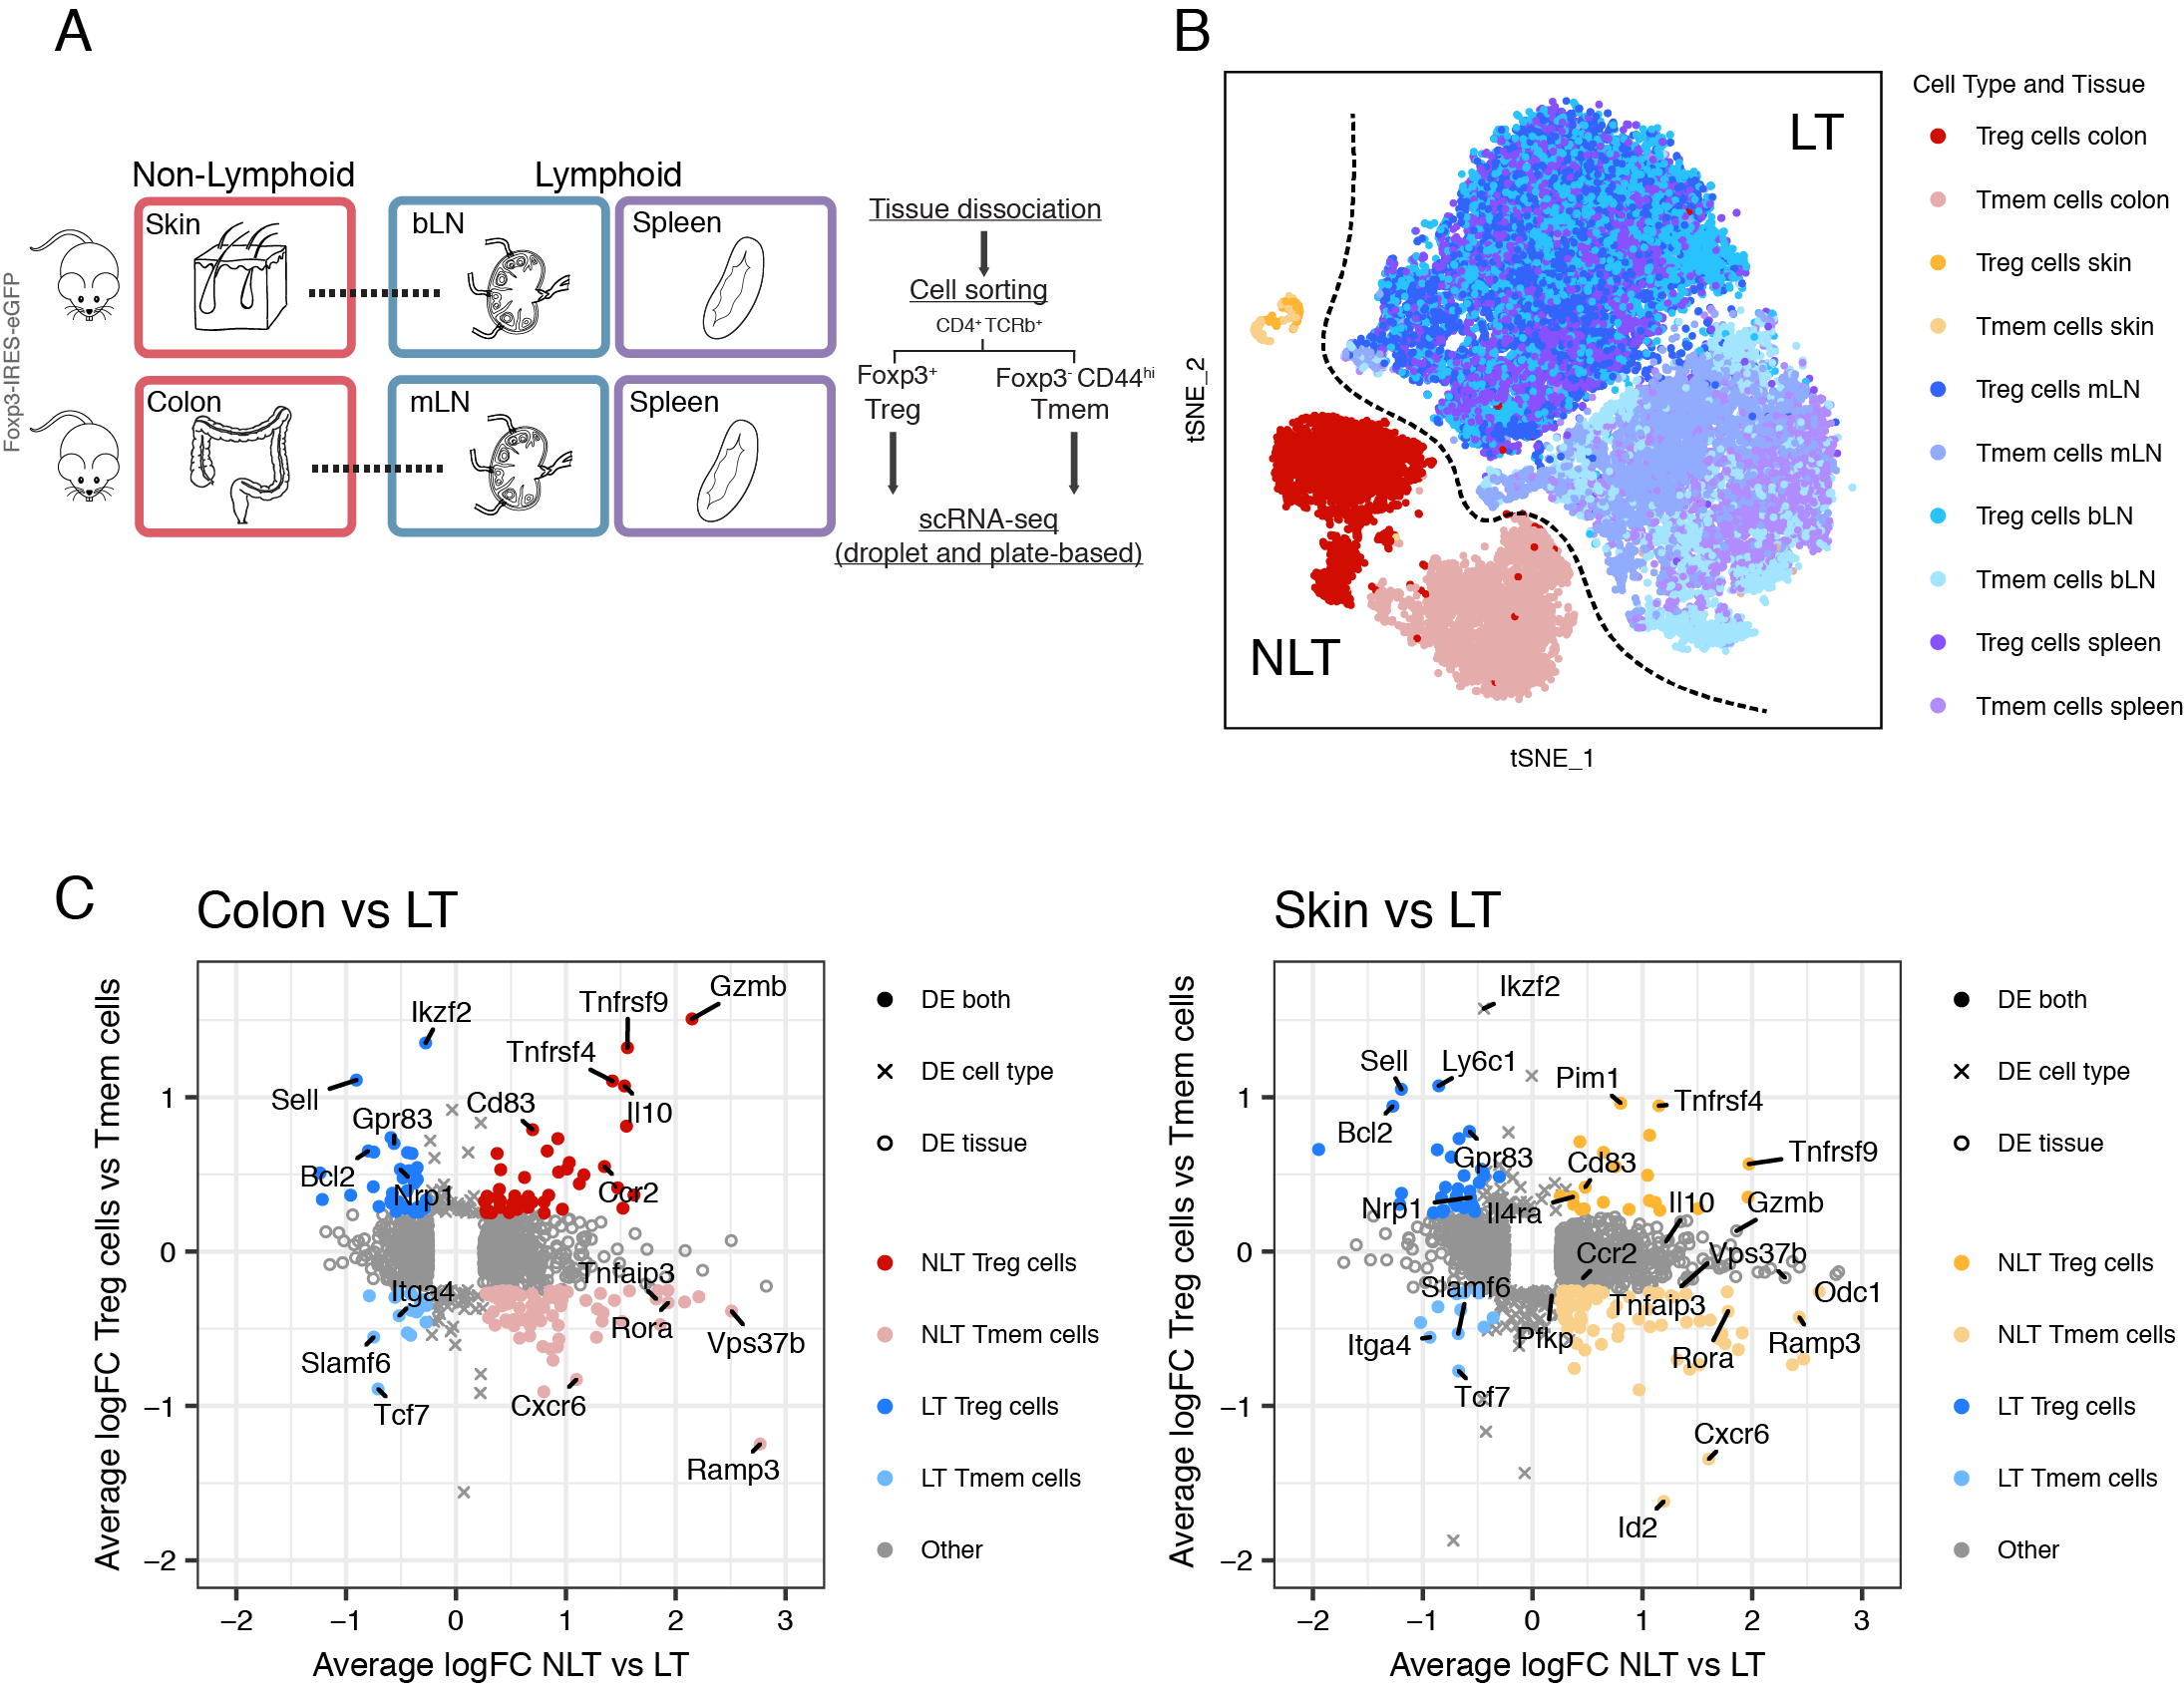 A
Non-Lymphoid
Lymphoid
Foxp3-IRES-eGFP
Skin
bLN
Spleen
Colon
mLN
Spleen
Tissue dissociation
Cell sorting
CD4+ TCRb+
Foxp3+
Treg
Foxp3- CD44hi
Tmem
scRNA-seq
(droplet and plate-based)
B
LT
NLT
tSNE_2
tSNE_1
Cell Type and Tissue
Treg cells colon
Tmem cells colon
Treg cells skin
Tmem cells skin
Treg cells mLN
Tmem cells mLN
Treg cells bLN
Tmem cells bLN
Treg cells spleen
Tmem cells spleen
C
Colon vs LT
Average logFC Treg cells vs Tmem cells
1
0
−1
−2
Ikzf2
Tnfrsf9
Gzmb
Tnfrsf4
Sell
Gpr83
Cd83
Il10
Bcl2
Nrp1
Ccr2
Itga4
Tnfaip3
Slamf6
Rora
Vps37b
Tcf7
Cxcr6
Ramp3
−2
−1
0
1
2
3
Average logFC NLT vs LT
DE both
DE cell type
DE tissue
NLT Treg cells
NLT Tmem cells
LT Treg cells
LT Tmem cells
Other
Skin vs LT
Average logFC Treg cells vs Tmem cells
1
0
−1
−2
Ikzf2
Sell
Ly6c1
Pim1
Tnfrsf4
Bcl2
Gpr83
Cd83
Tnfrsf9
Nrp1
Il4ra
Il10
Gzmb
Ccr2
Vps37b
Slamf6
Tnfaip3
Odc1
Itga4
Pfkp
Rora
Ramp3
Tcf7
Cxcr6
Id2
−2
−1
0
1
2
3
Average logFC NLT vs LT
DE both
DE cell type
DE tissue
NLT Treg cells
NLT Tmem cells
LT Treg cells
LT Tmem cells
Other